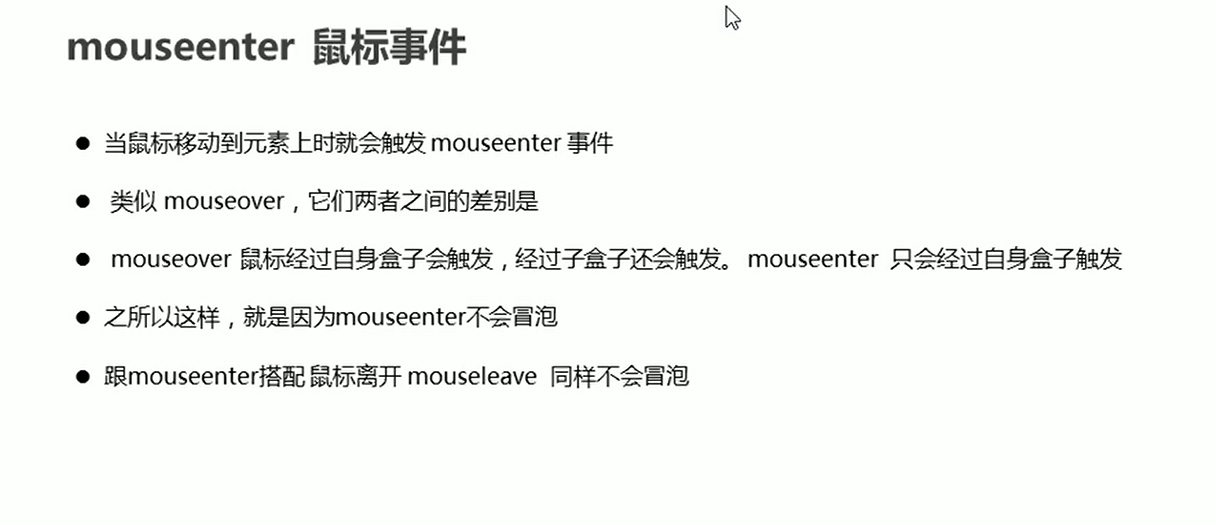 mouseenter 鼠标事件
● 当鼠标移动到元素上时就会触发 mouseenter 事件
● 类似 mouseover，它们两者之间的差别是
● mouseover 鼠标经过自身盒子会触发，经过子盒子还会触发。 mouseenter 只会经过自身盒子触发
● 之所以这样，就是因为mouseenter不会冒泡
● 跟mouseenter搭配 鼠标离开 mouseleave 同样不会冒泡